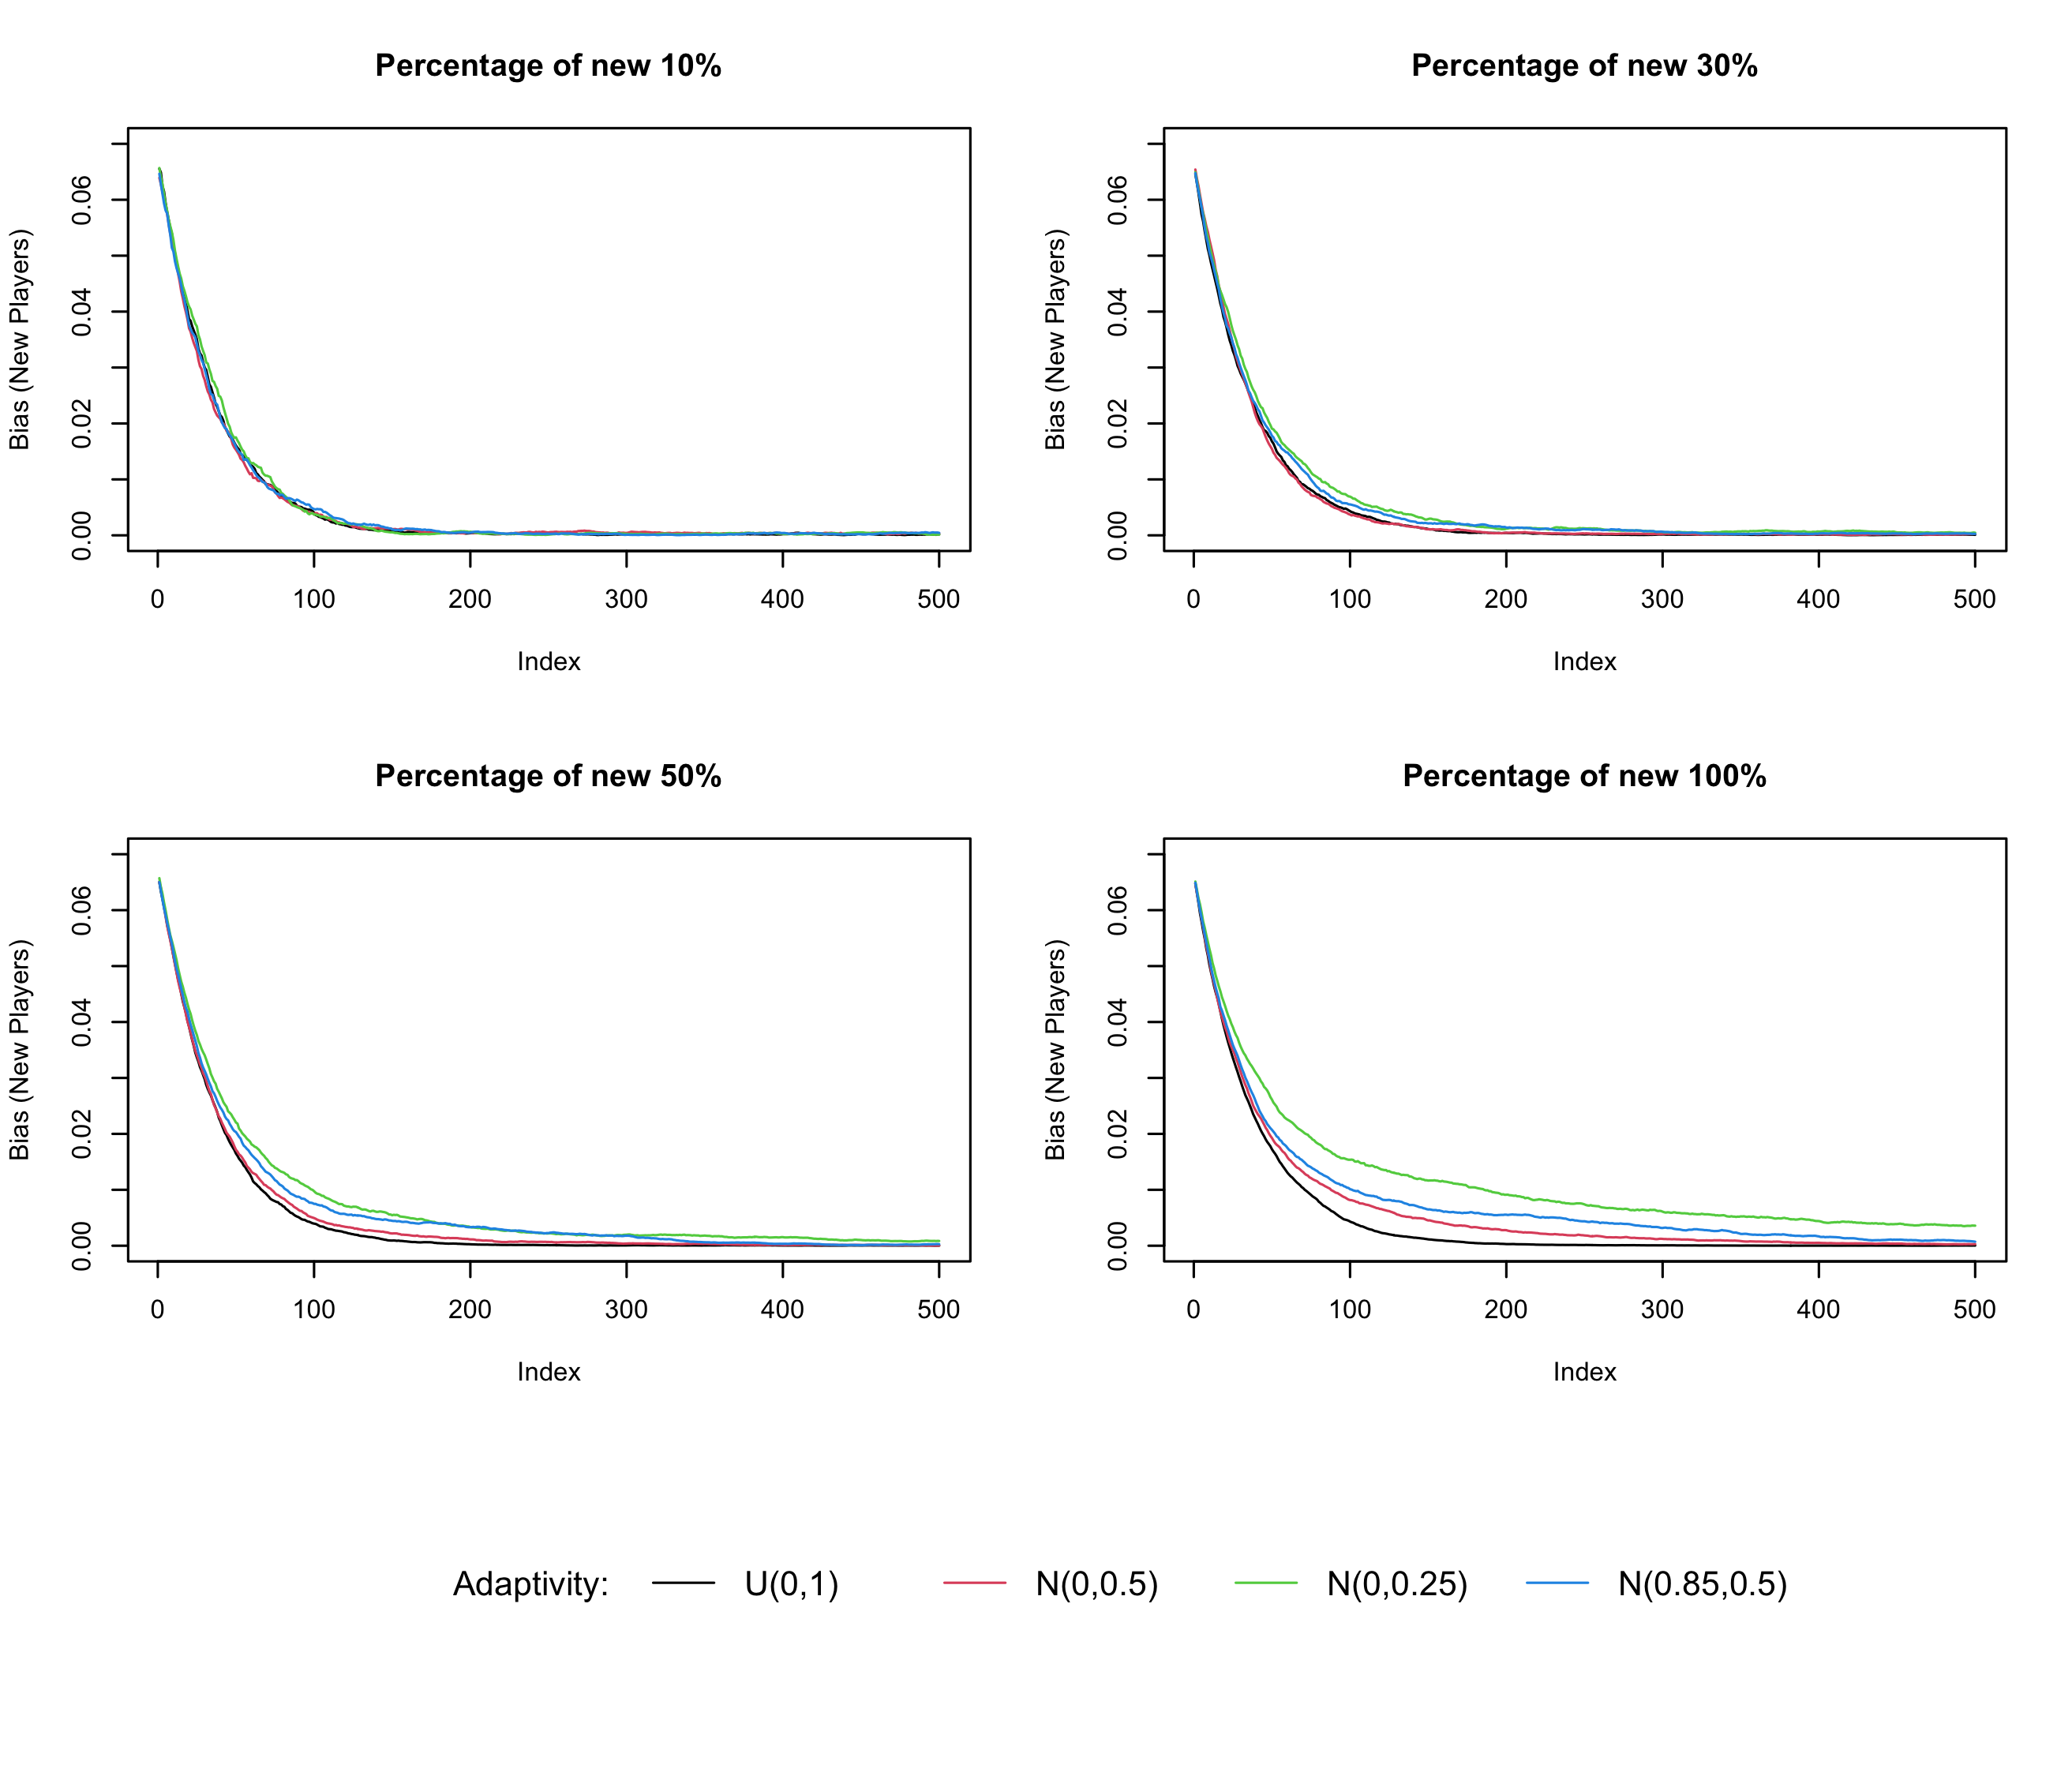 Percentage of new 10%
Bias (New Players)
0.00 0.02 0.04 0.06
0 100 200 300 400 500
Index
Percentage of new 30%
Bias (New Players)
0.00 0.02 0.04 0.06
0 100 200 300 400 500
Index
Percentage of new 50%
Bias (New Players)
0.00 0.02 0.04 0.06
0 100 200 300 400 500
Index
Percentage of new 100%
Bias (New Players)
0.00 0.02 0.04 0.06
0 100 200 300 400 500
Index
Adaptivity: U(0,1) N(0,0.5) N(0,0.25) N(0.85,0.5)